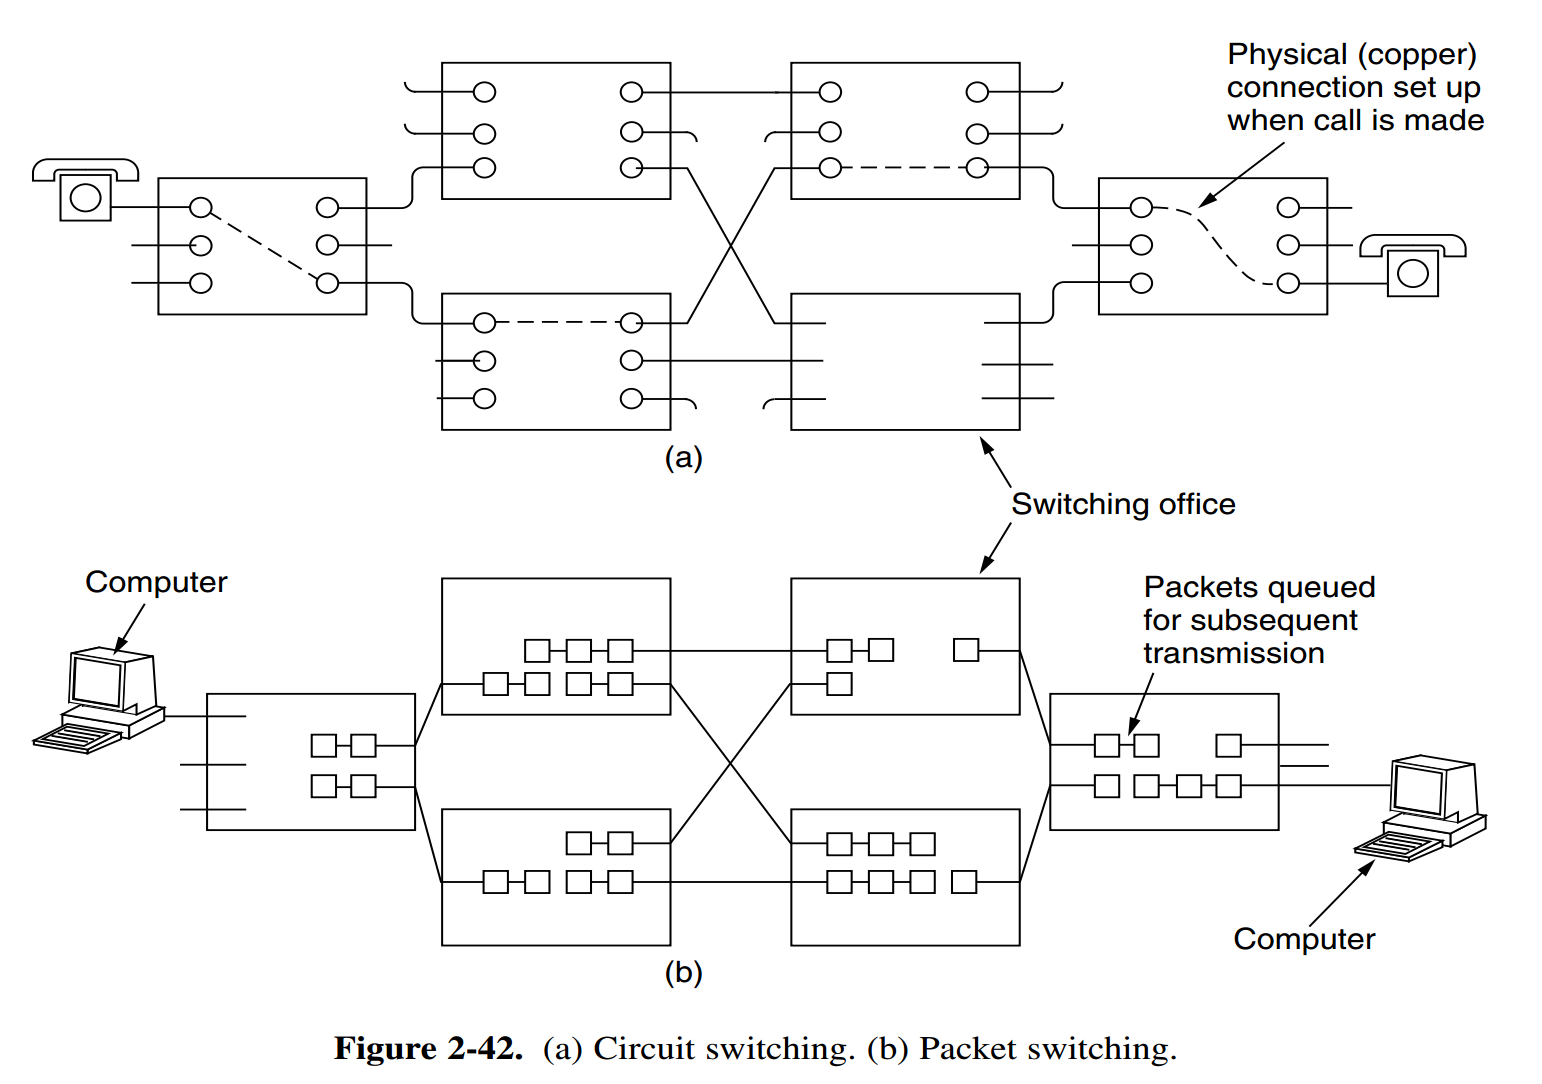 Physical (copper)
connection set up
when call is made
(a)
Switching office
Computer
Packets queued
for subsequent
transmission
Computer
(b)
Figure 2-42. (a) Circuit switching. (b) Packet switching.